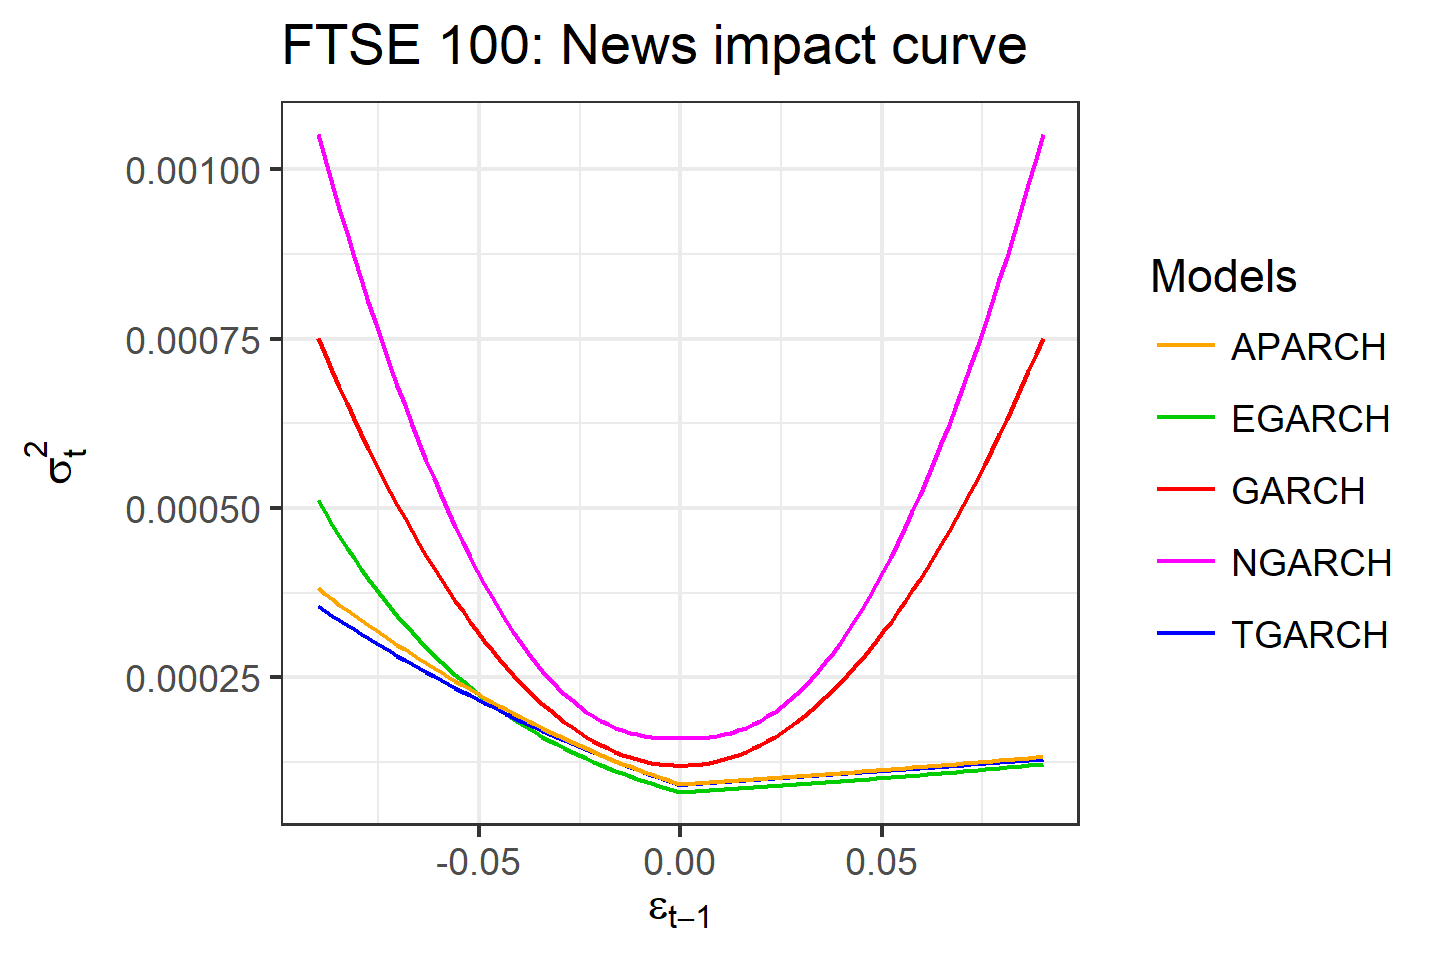 FTSE 100: News impact curve
0.00100
0.00075
0.00050
0.00025
σ²ₜ
-0.05 0.00 0.05
εₜ₋₁
Models
APARCH
EGARCH
GARCH
NGARCH
TGARCH